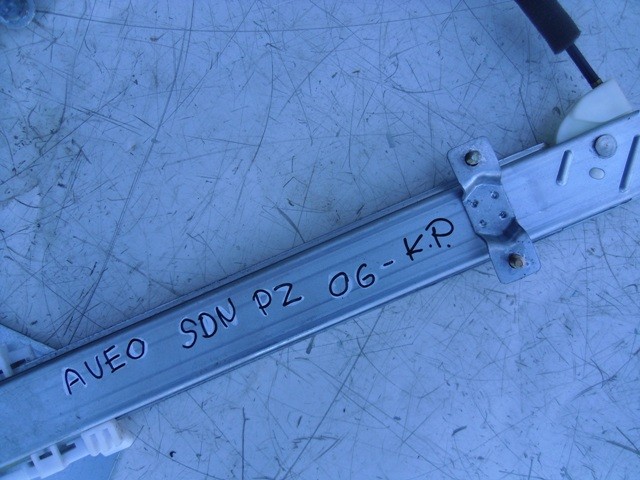 AVEO SDN PZ 06- K.P.